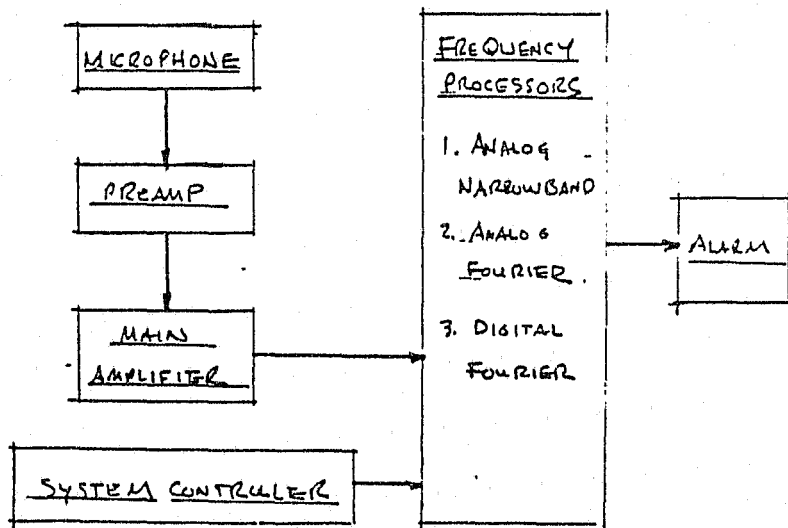 MICROPHONE
PREAMP
MAIN
AMPLIFIER
SYSTEM CONTROLLER
FREQUENCY
PROCESSORS
1. ANALOG
NARROWBAND
2. ANALOG
FOURIER
3. DIGITAL
FOURIER
ALARM